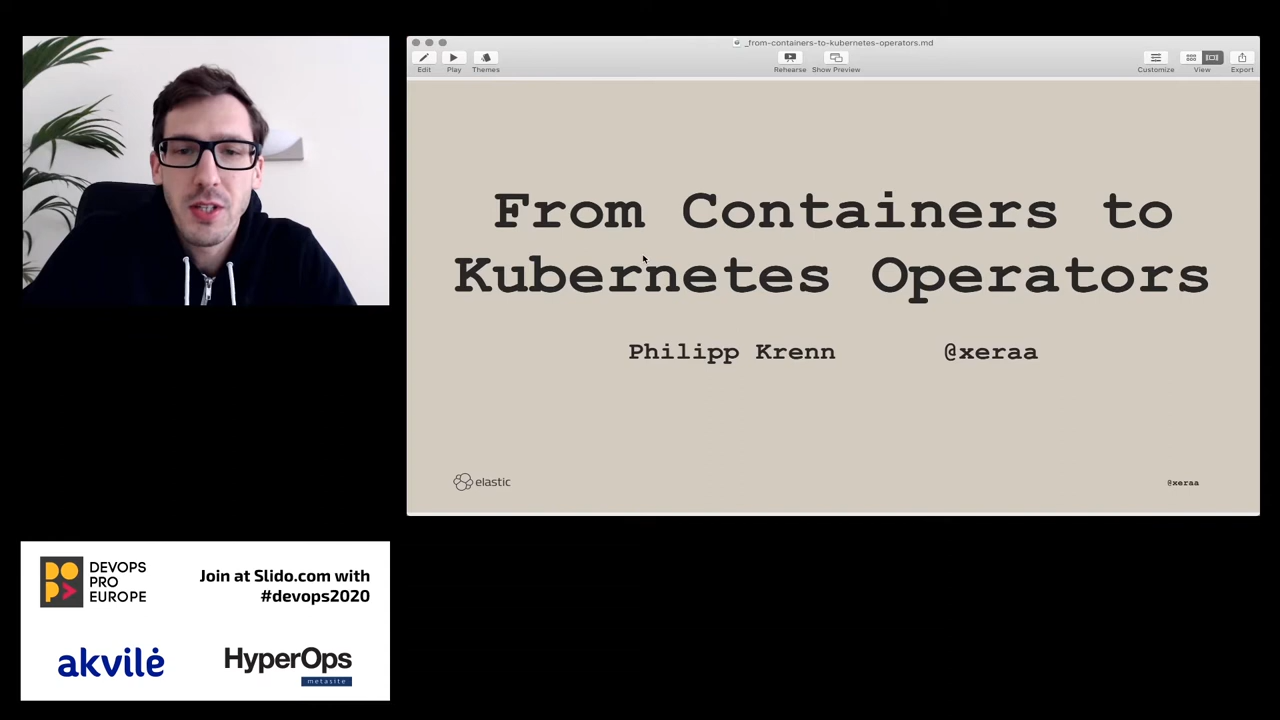 _from-containers-to-kubernetes-operators.md
Edit
Play
Themes
Rehearse
Show Preview
Customize
View
Export
From Containers to
Kubernetes Operators
Philipp Krenn @xeraa
elastic
@xeraa
DEVOPS
PRO
EUROPE
Join at Slido.com with
#devops2020
akvilė
HyperOps
metasite